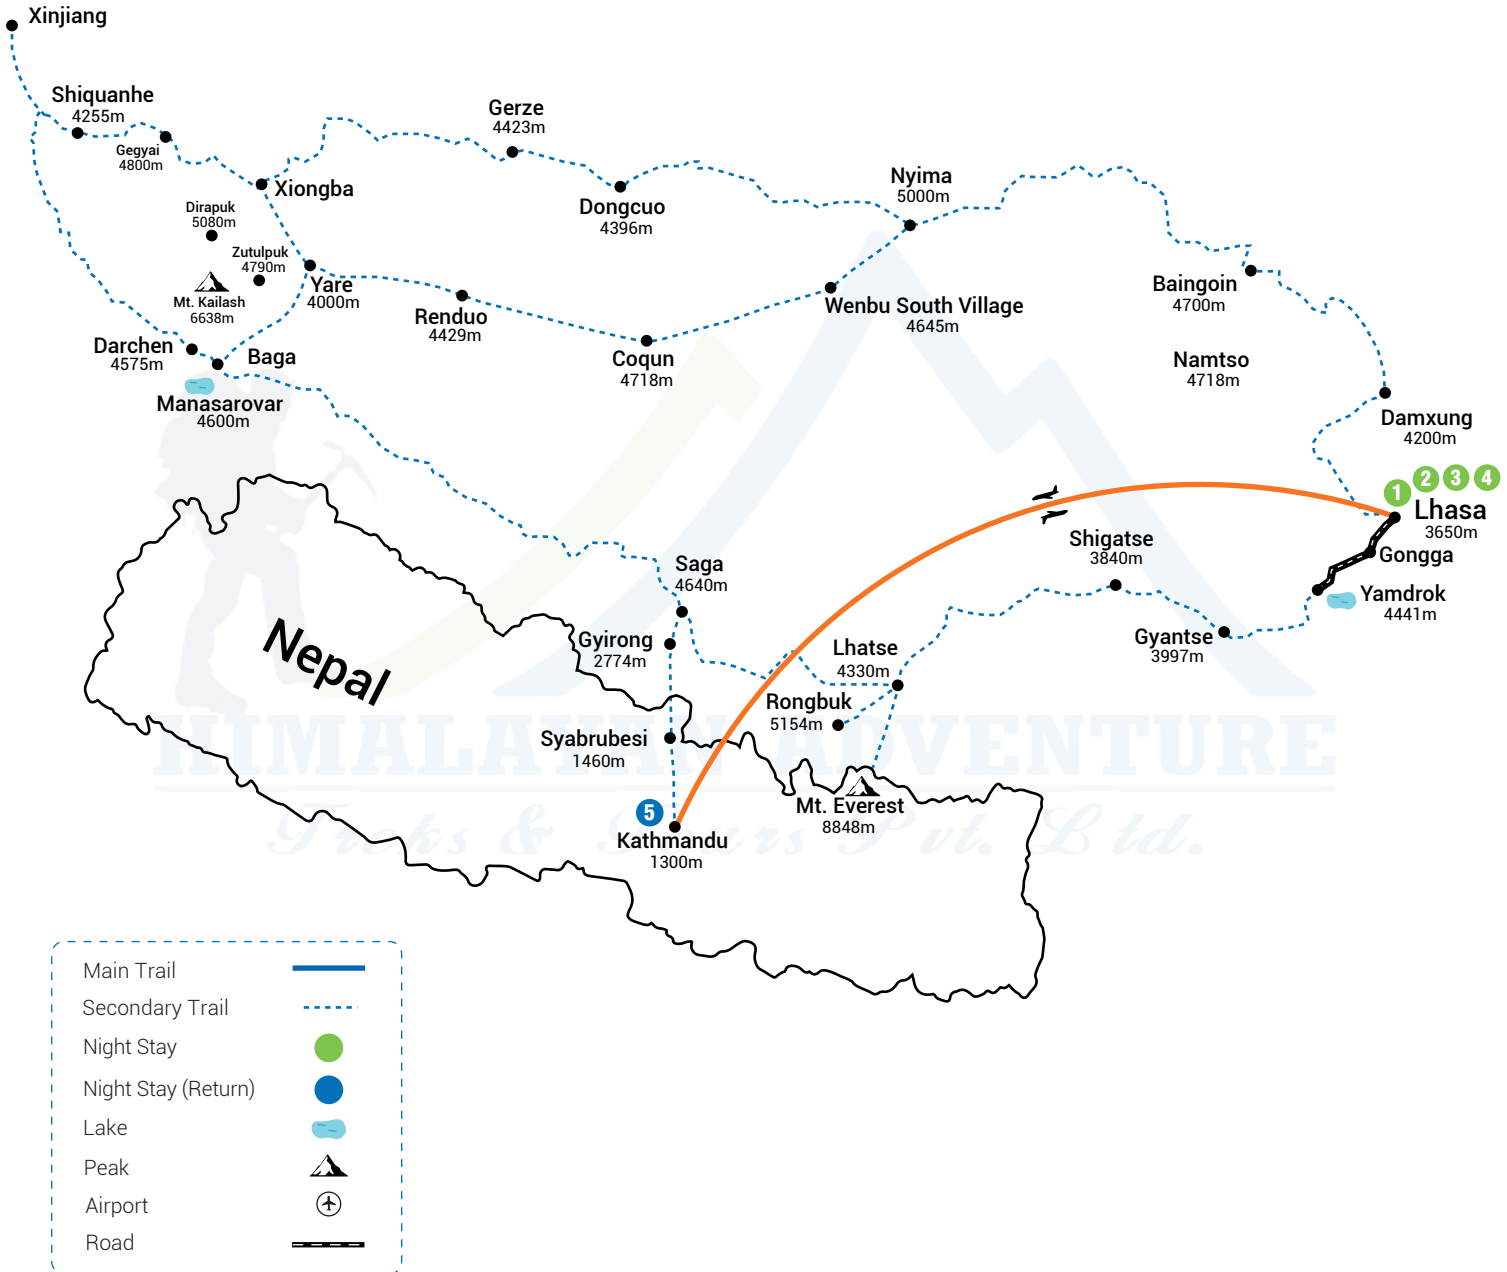 Xinjiang
Shiquanhe
4255m
Gegyai
4800m
Xiongba
Gerze
4423m
Dongcuo
4396m
Nyima
5000m
Dirapuk
5080m
Zutulpuk
4790m
Mt. Kailash
6638m
Yare
4000m
Renduo
4429m
Coqun
4718m
Wenbu South Village
4645m
Baingoin
4700m
Namtso
4718m
Darchen
4575m
Baga
Manasarovar
4600m
Damxung
4200m
1 2 3 4
Lhasa
3650m
Gongga
Yamdrok
4441m
Shigatse
3840m
Gyantse
3997m
Saga
4640m
Gyirong
2774m
Lhatse
4330m
Rongbuk
5154m
Nepal
Syabrubesi
1460m
5
Kathmandu
1300m
Mt. Everest
8848m
HIMALAYAN ADVENTURE
Treks & Tours Pvt. Ltd.
Main Trail
Secondary Trail
Night Stay
Night Stay (Return)
Lake
Peak
Airport
Road